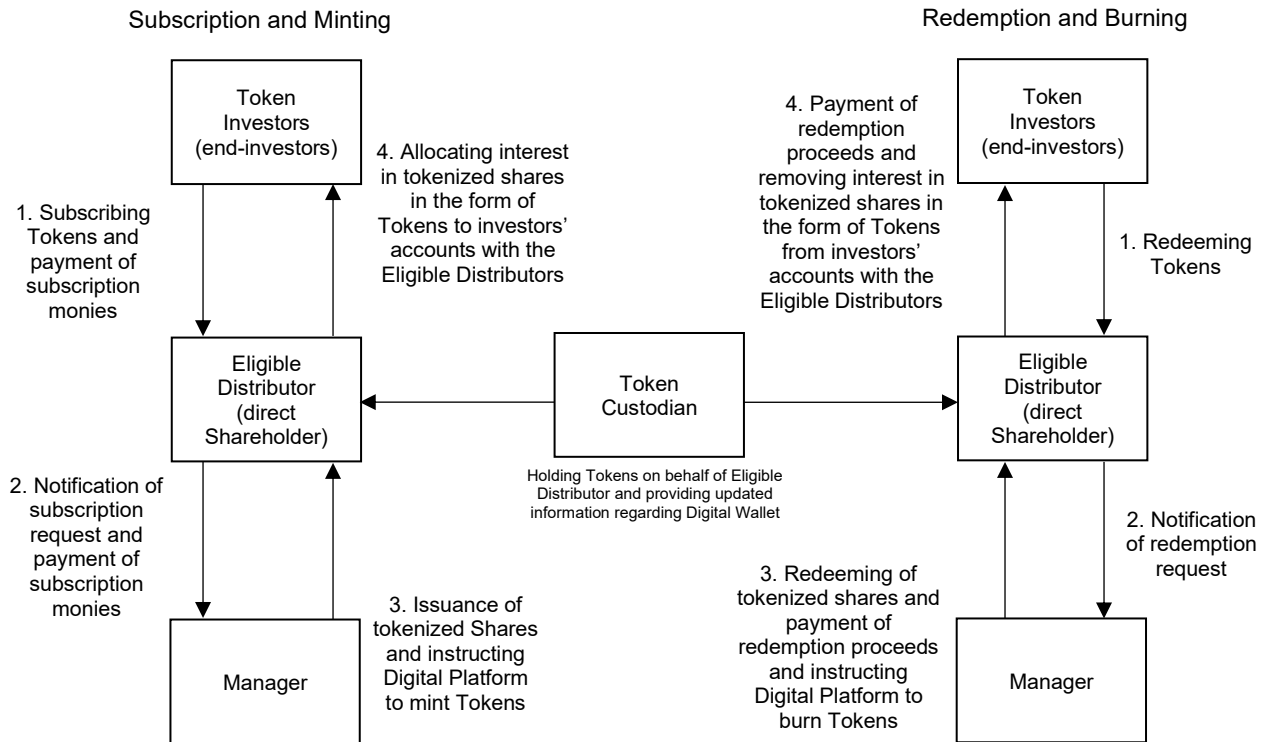 Subscription and Minting
Redemption and Burning
Token
Investors
(end-investors)
4. Allocating interest
in tokenized shares
in the form of
Tokens to investors’
accounts with the
Eligible Distributors
1. Subscribing
Tokens and
payment of
subscription
monies
4. Payment of
redemption
proceeds and
removing interest in
tokenized shares in
the form of Tokens
from investors’
accounts with the
Eligible Distributors
Token
Investors
(end-investors)
1. Redeeming
Tokens
Eligible
Distributor
(direct
Shareholder)
Token
Custodian
Holding Tokens on behalf of Eligible
Distributor and providing updated
information regarding Digital Wallet
Eligible
Distributor
(direct
Shareholder)
2. Notification of
subscription
request and
payment of
subscription
monies
3. Issuance of
tokenized Shares
and instructing
Digital Platform
to mint Tokens
Manager
3. Redeeming of
tokenized shares and
payment of
redemption proceeds
and instructing
Digital Platform to
burn Tokens
2. Notification
of redemption
request
Manager